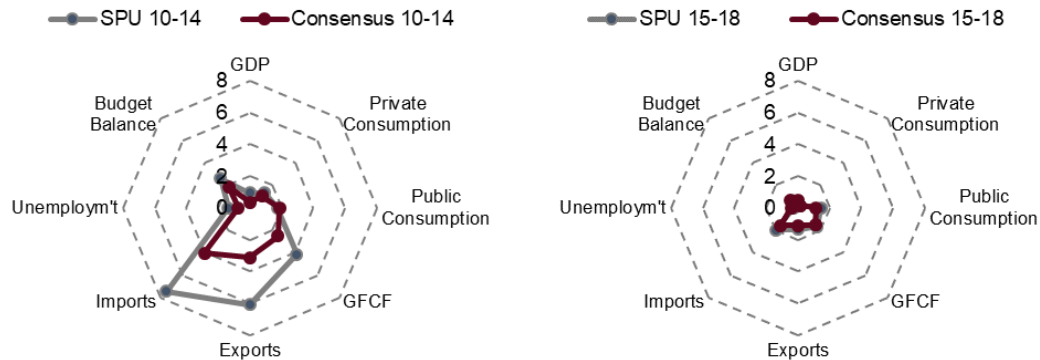 SPU 10-14 Consensus 10-14
GDP
8
6
4
2
0
Private
Consumption
Public
Consumption
GFCF
Exports
Imports
Unemploym't
Budget
Balance
SPU 15-18 Consensus 15-18
GDP
8
6
4
2
0
Private
Consumption
Public
Consumption
GFCF
Exports
Imports
Unemploym't
Budget
Balance